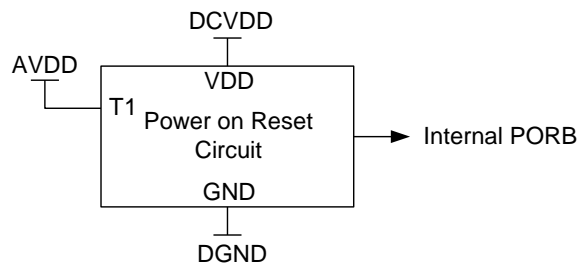 DCVDD
AVDD
VDD
T1
Power on Reset
Circuit
Internal PORB
GND
DGND